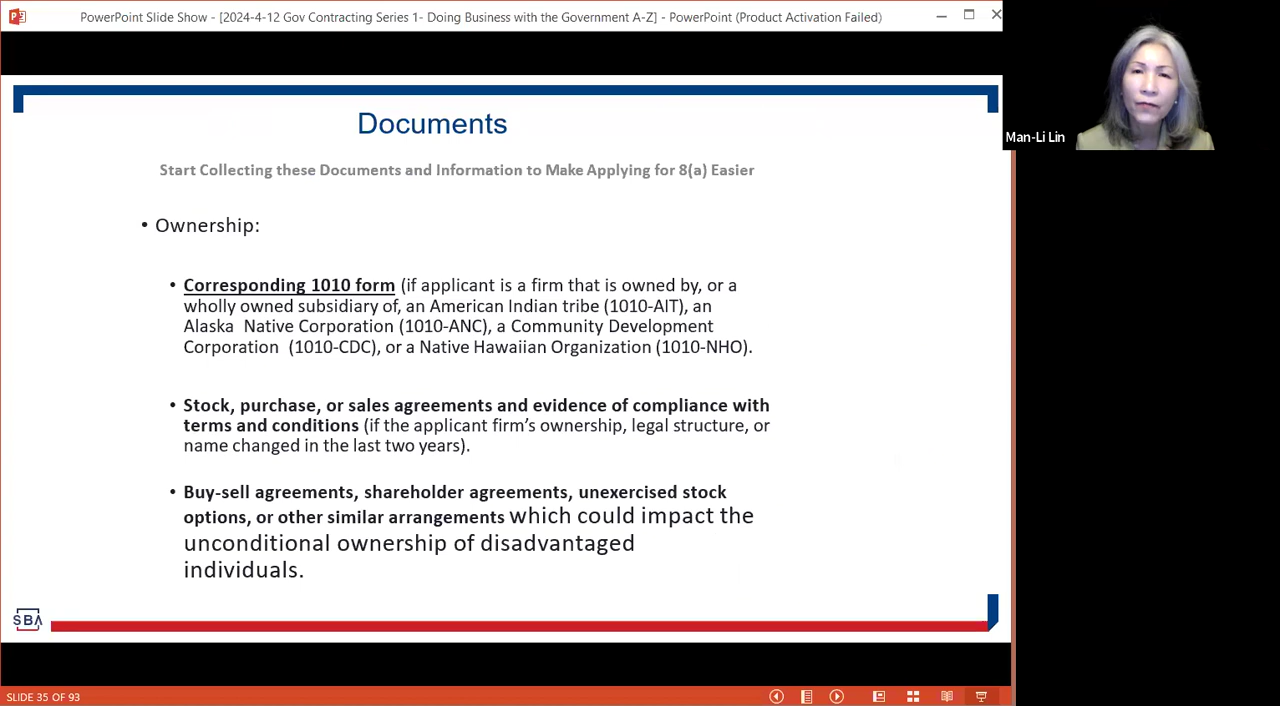 PowerPoint Slide Show - [2024-4-12 Gov Contracting Series 1- Doing Business with the Government A-Z] - PowerPoint (Product Activation Failed)
Man-Li Lin
Documents
Start Collecting these Documents and Information to Make Applying for 8(a) Easier
• Ownership:
• Corresponding 1010 form (if applicant is a firm that is owned by, or a
wholly owned subsidiary of, an American Indian tribe (1010-AIT), an
Alaska Native Corporation (1010-ANC), a Community Development
Corporation (1010-CDC), or a Native Hawaiian Organization (1010-NHO).
• Stock, purchase, or sales agreements and evidence of compliance with
terms and conditions (if the applicant firm's ownership, legal structure, or
name changed in the last two years).
• Buy-sell agreements, shareholder agreements, unexercised stock
options, or other similar arrangements which could impact the
unconditional ownership of disadvantaged
individuals.
SBA
SLIDE 35 OF 93